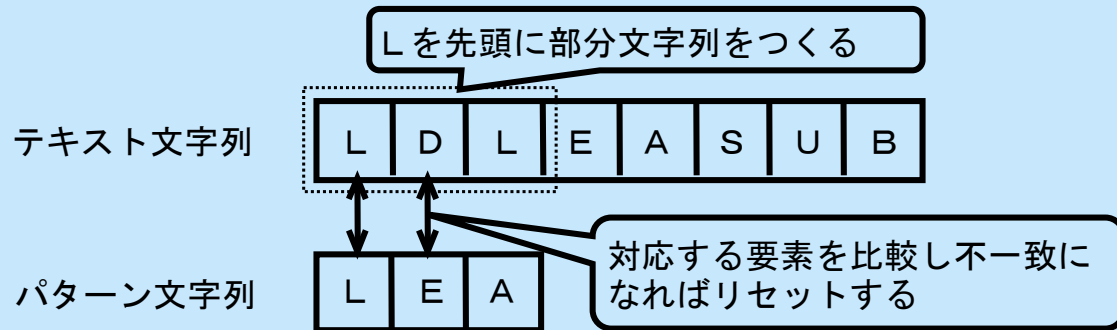 Lを先頭に部分文字列をつくる
テキスト文字列 L D L E A S U B
対応する要素を比較し不一致に
なればリセットする
パターン文字列 L E A